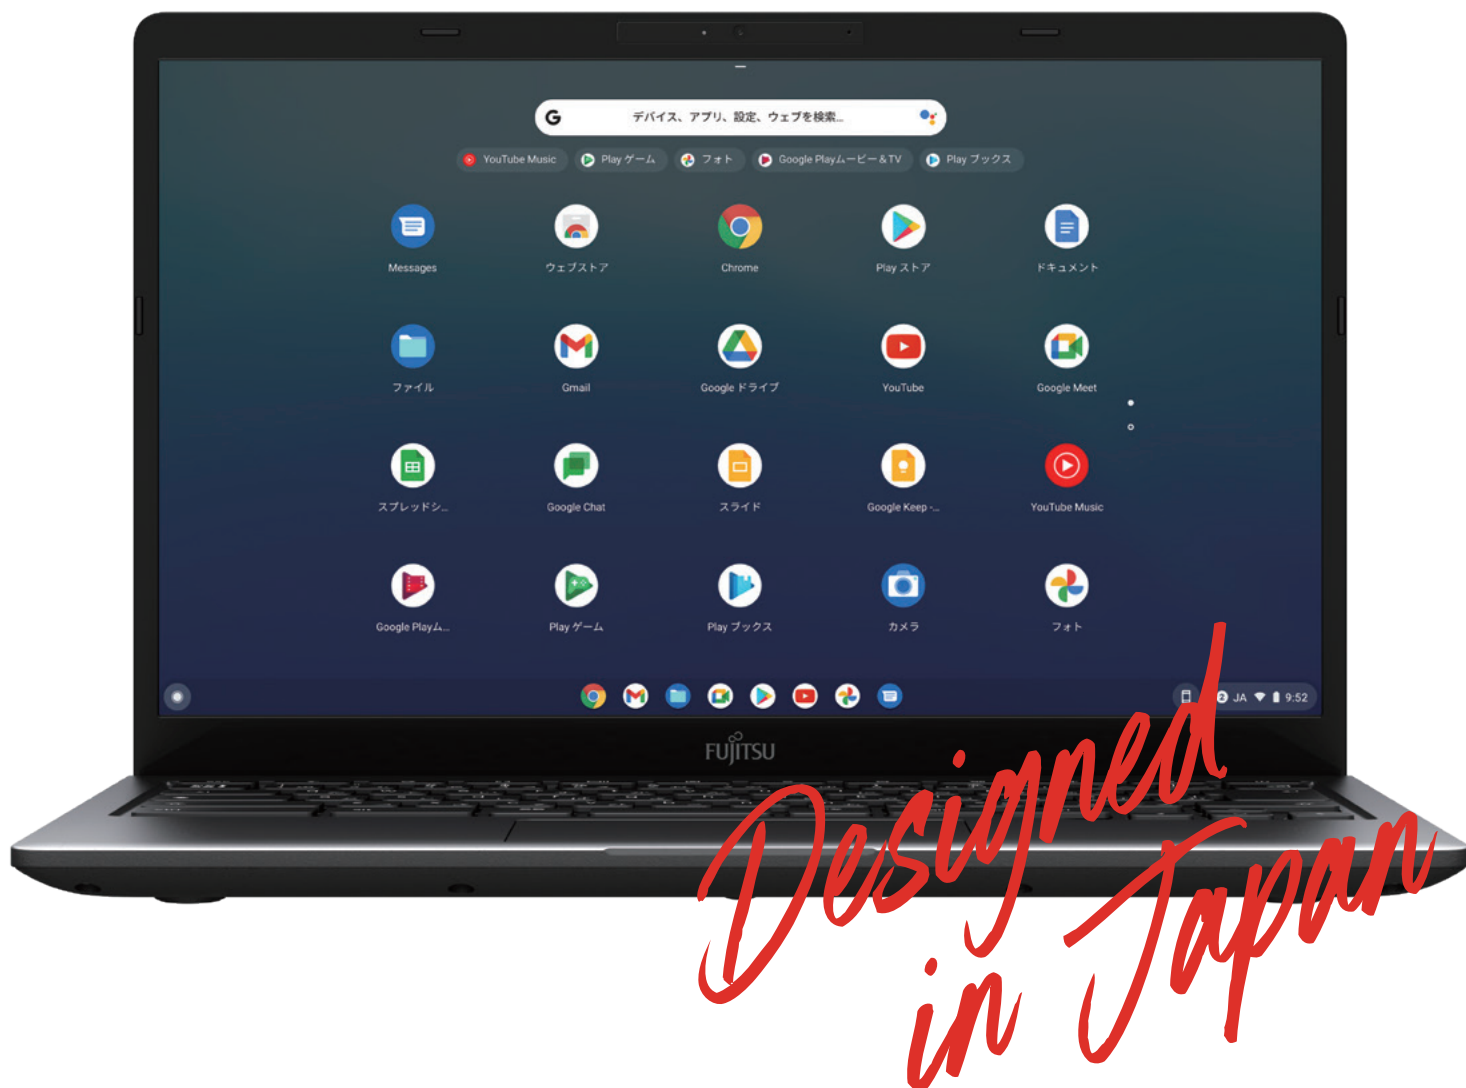 デバイス、アプリ、設定、ウェブを検索...
YouTube Music
Play ゲーム
フォト
Google Playムービー＆TV
Play ブックス
Messages
ウェブストア
Chrome
Play ストア
ドキュメント
ファイル
Gmail
Google ドライブ
YouTube
Google Meet
スプレッドシ...
Google Chat
スライド
Google Keep -...
YouTube Music
Google Playム...
Play ゲーム
Play ブックス
カメラ
フォト
2 JA 9:52
FUJITSU
Designed
in Japan